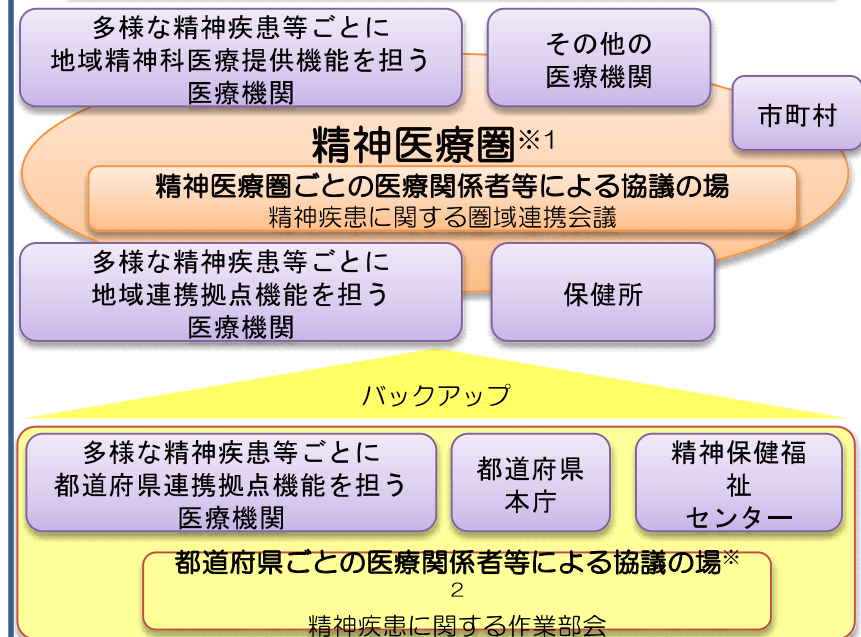 多様な精神疾患等ごとに
地域精神科医療提供機能を担う
医療機関
その他の
医療機関
市町村
精神医療圏※1
精神医療圏ごとの医療関係者等による協議の場
精神疾患に関する圏域連携会議
多様な精神疾患等ごとに
地域連携拠点機能を担う
医療機関
保健所
バックアップ
多様な精神疾患等ごとに
都道府県連携拠点機能を担う
医療機関
都道府県
本庁
精神保健福
祉
センター
都道府県ごとの医療関係者等による協議の場※
2
精神疾患に関する作業部会